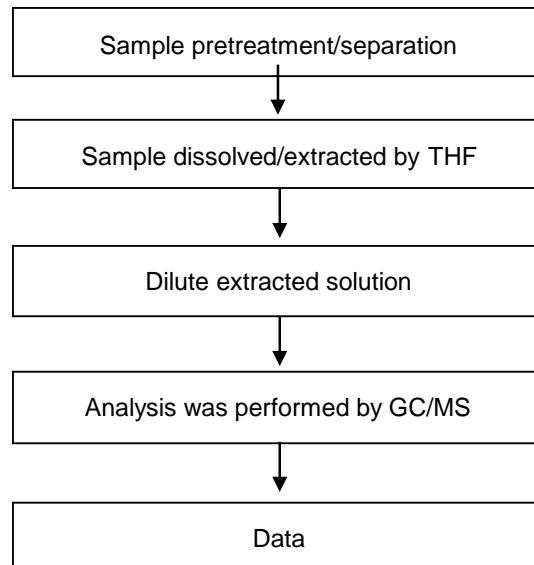 Sample pretreatment/separation
Sample dissolved/extracted by THF
Dilute extracted solution
Analysis was performed by GC/MS
Data